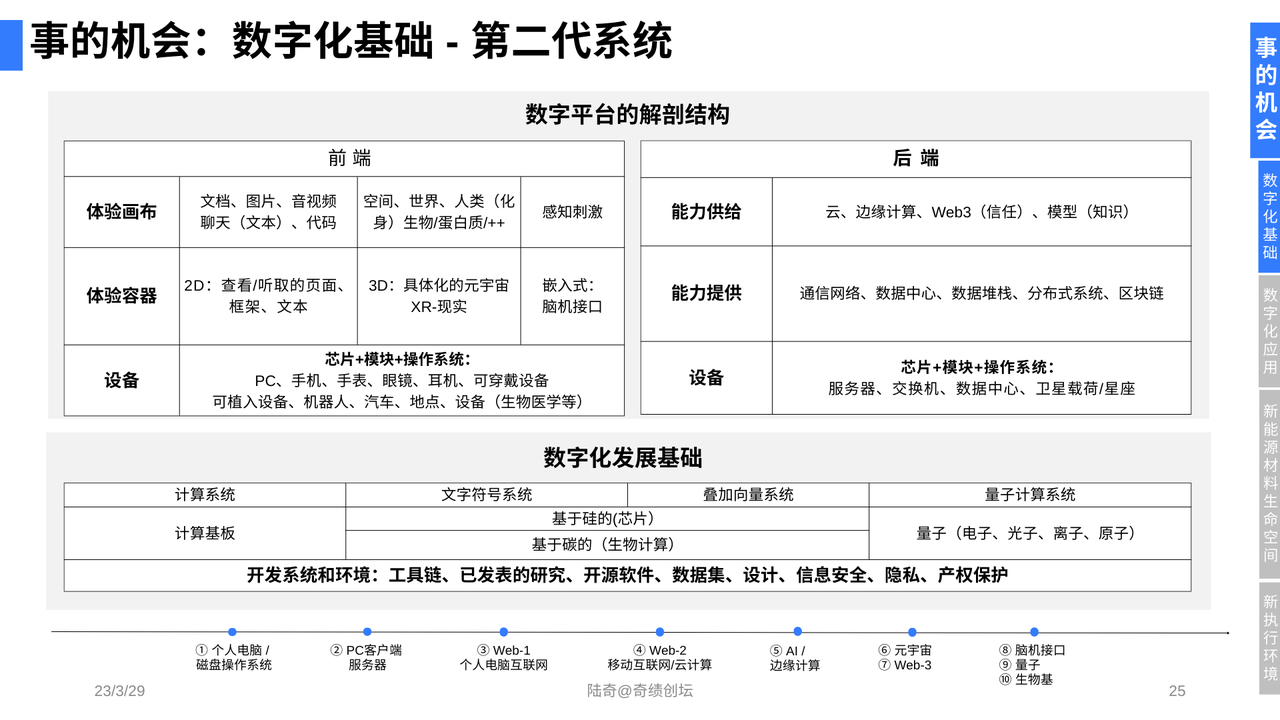 事的机会：数字化基础 - 第二代系统
数字平台的解剖结构
前 端
体验画布
文档、图片、音视频
聊天（文本）、代码
空间、世界、人类（化
身）生物/蛋白质/++
感知刺激
体验容器
2D：查看/听取的页面、
框架、文本
3D：具体化的元宇宙
XR-现实
嵌入式：
脑机接口
设备
芯片+模块+操作系统：
PC、手机、手表、眼镜、耳机、可穿戴设备
可植入设备、机器人、汽车、地点、设备（生物医学等）
后 端
能力供给
云、边缘计算、Web3（信任）、模型（知识）
能力提供
通信网络、数据中心、数据堆栈、分布式系统、区块链
设备
芯片+模块+操作系统：
服务器、交换机、数据中心、卫星载荷/星座
数字化发展基础
计算系统
文字符号系统
叠加向量系统
量子计算系统
计算基板
基于硅的(芯片）
基于碳的（生物计算）
量子（电子、光子、离子、原子）
开发系统和环境：工具链、已发表的研究、开源软件、数据集、设计、信息安全、隐私、产权保护
① 个人电脑 /
磁盘操作系统
② PC客户端
服务器
③ Web-1
个人电脑互联网
④ Web-2
移动互联网/云计算
⑤ AI /
边缘计算
⑥ 元宇宙
⑦ Web-3
⑧ 脑机接口
⑨ 量子
⑩ 生物基
23/3/29
陆奇@奇绩创坛
25
事的机会
数字化基础
数字化应用
新能源材料生命空间
新执行环境